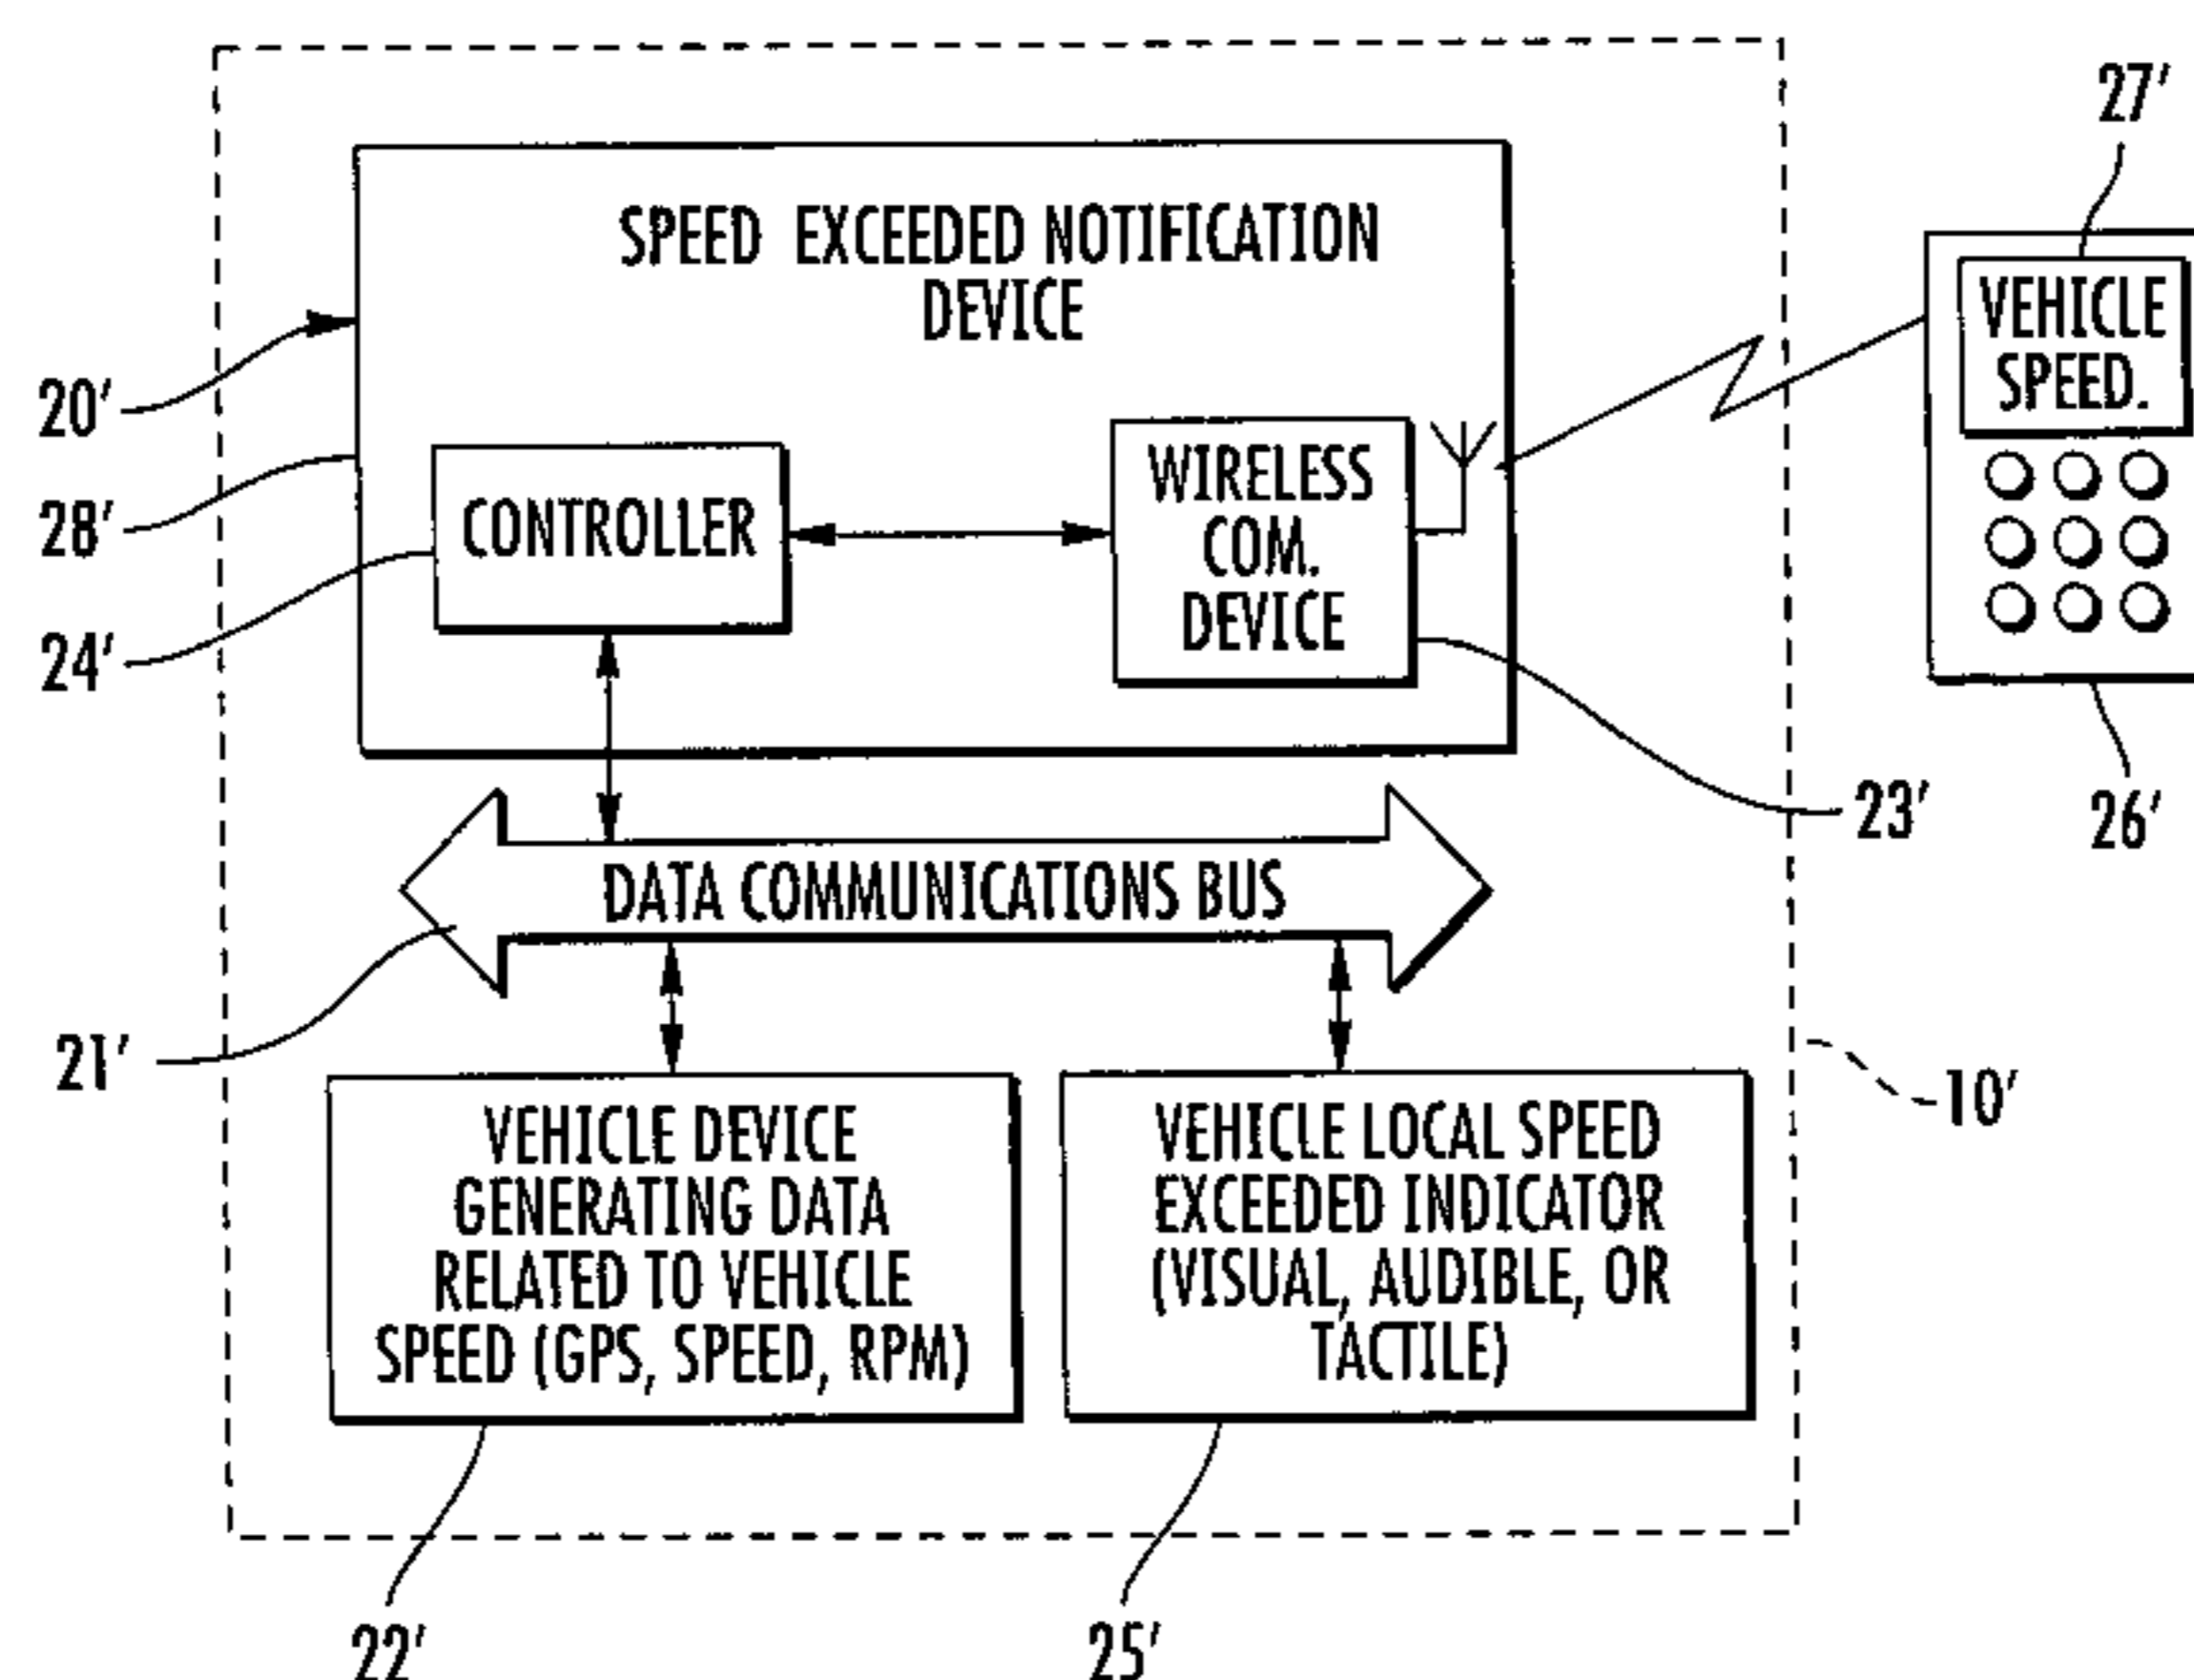 27'
SPEED EXCEEDED NOTIFICATION
DEVICE
VEHICLE
SPEED.
20'
28'
24'
CONTROLLER
WIRELESS
COM.
DEVICE
23'
26'
DATA COMMUNICATIONS BUS
21'
10'
VEHICLE DEVICE
GENERATING DATA
RELATED TO VEHICLE
SPEED (GPS, SPEED, RPM)
VEHICLE LOCAL SPEED
EXCEEDED INDICATOR
(VISUAL, AUDIBLE, OR
TACTILE)
22'
25'